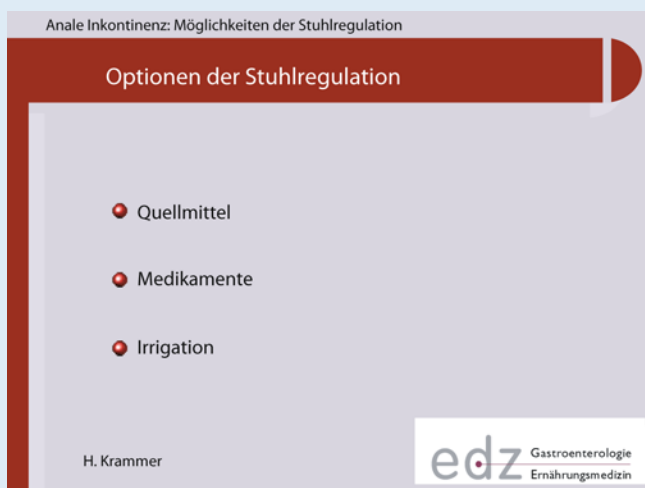 Anale Inkontinenz: Möglichkeiten der Stuhlregulation
Optionen der Stuhlregulation
Quellmittel
Medikamente
Irrigation
H. Krammer
edz Gastroenterologie
Ernährungsmedizin